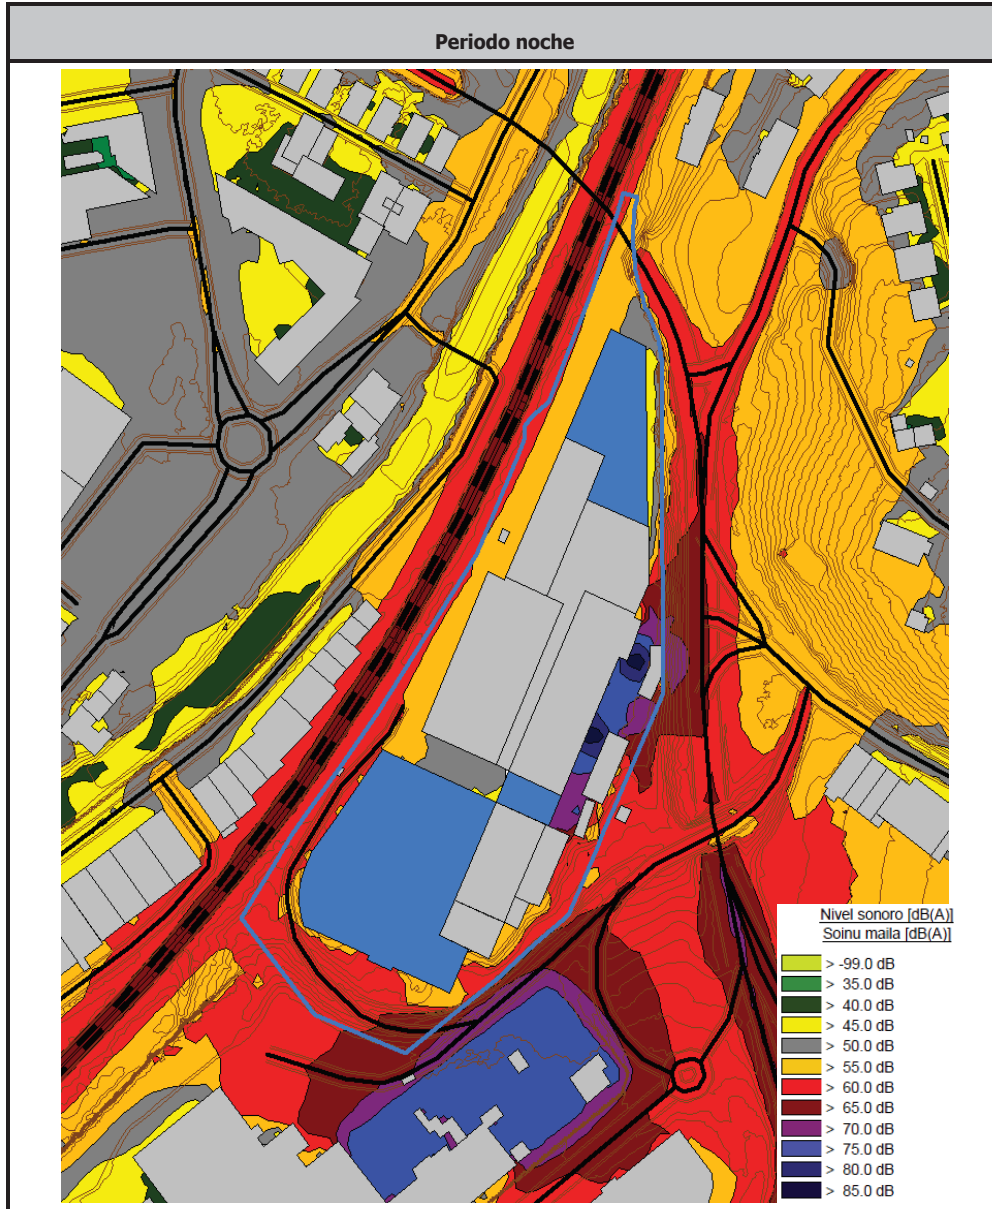 Periodo noche
4
Nivel sonoro [dB(A)]
Soinu maila [dB(A)]
> -99.0 dB
> 35.0 dB
> 40.0 dB
> 45.0 dB
> 50.0 dB
> 55.0 dB
> 60.0 dB
> 65.0 dB
> 70.0 dB
> 75.0 dB
> 80.0 dB
> 85.0 dB